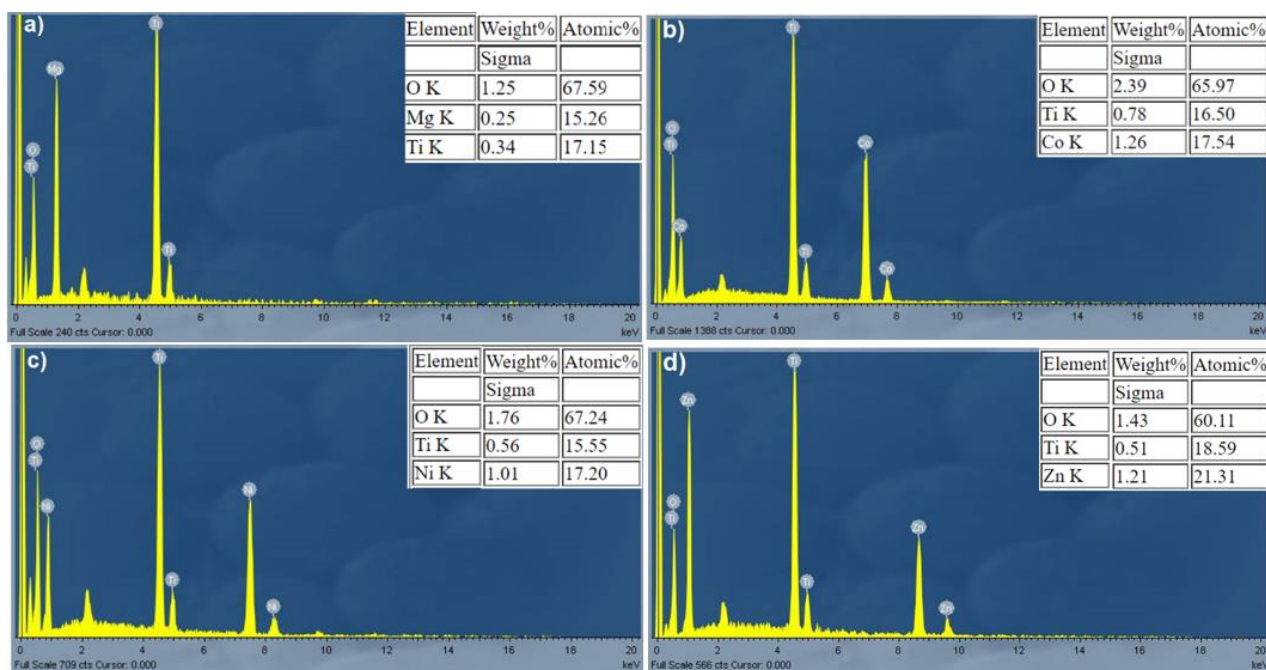 a)
Ti
Mg
O
Ti
Ti
Element Weight% Atomic%
Sigma
O K 1.25 67.59
Mg K 0.25 15.26
Ti K 0.34 17.15
0 2 4 6 8 10 12 14 16 18 20
Full Scale 240 cts Cursor: 0.000 keV
b)
Ti
O
Ti
Co
Co
Ti
Co
Element Weight% Atomic%
Sigma
O K 2.39 65.97
Ti K 0.78 16.50
Co K 1.26 17.54
0 2 4 6 8 10 12 14 16 18 20
Full Scale 1388 cts Cursor: 0.000 keV
c)
Ti
O
Ti
Ni
Ni
Ti
Ni
Element Weight% Atomic%
Sigma
O K 1.76 67.24
Ti K 0.56 15.55
Ni K 1.01 17.20
0 2 4 6 8 10 12 14 16 18 20
Full Scale 709 cts Cursor: 0.000 keV
d)
Ti
Zn
O
Ti
Zn
Ti
Zn
Element Weight% Atomic%
Sigma
O K 1.43 60.11
Ti K 0.51 18.59
Zn K 1.21 21.31
0 2 4 6 8 10 12 14 16 18 20
Full Scale 566 cts Cursor: 0.000 keV